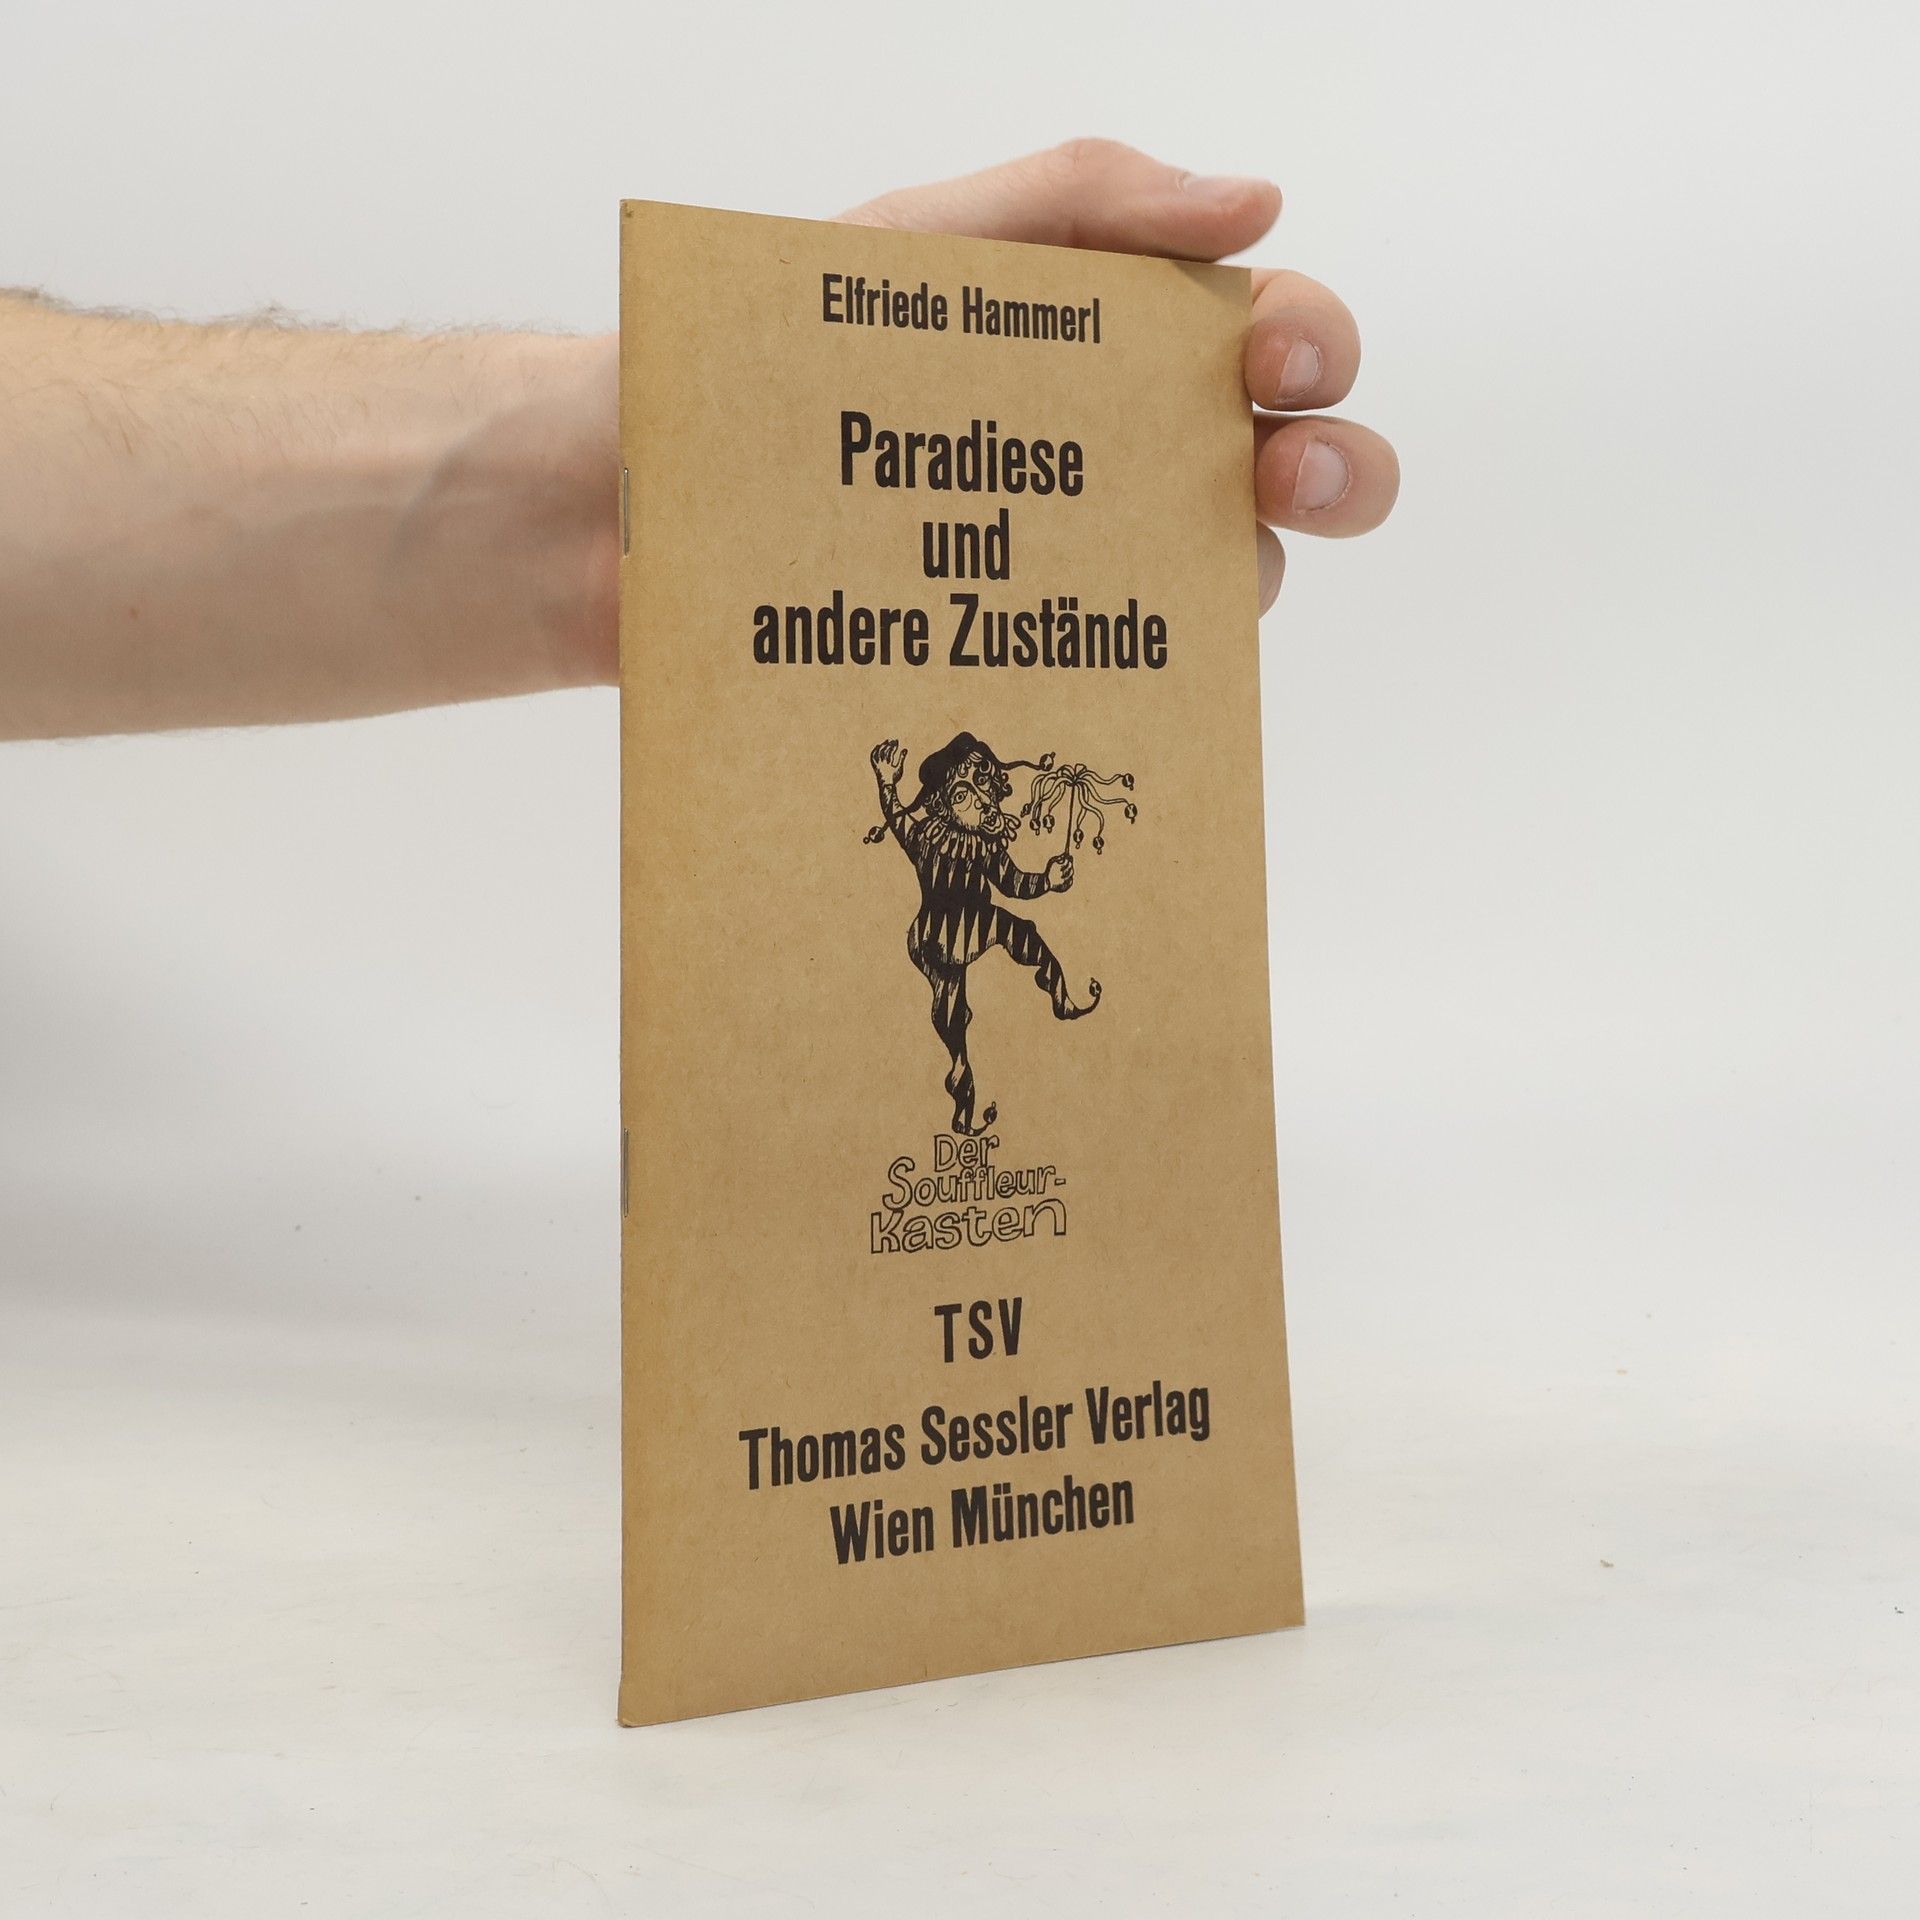 Elfriede Hammerl
Paradiese
und
andere Zustände
Der
Souffleur-
Kasten
TSV
Thomas Sessler Verlag
Wien München